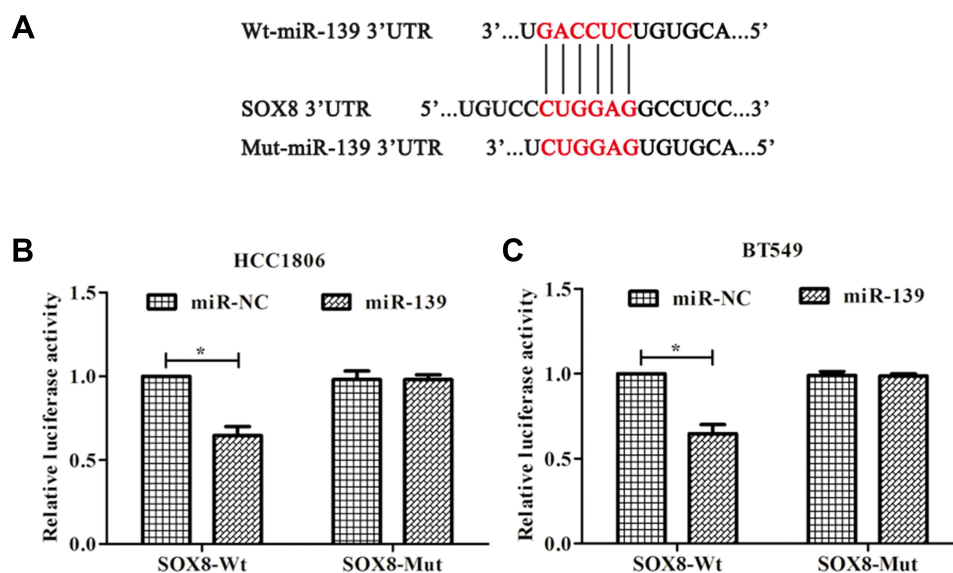 A
Wt-miR-139 3’UTR 3’...UGACCUCUGUGCA...5’
SOX8 3’UTR 5’...UGUCCCUGGAGGCCUCC...3’
Mut-miR-139 3’UTR 3’...UCUGGAGUGUGCA...5’
B
HCC1806
Relative luciferase activity
1.5
1.0
0.5
0.0
miR-NC miR-139
*
SOX8-Wt SOX8-Mut
C
BT549
Relative luciferase activity
1.5
1.0
0.5
0.0
miR-NC miR-139
*
SOX8-Wt SOX8-Mut